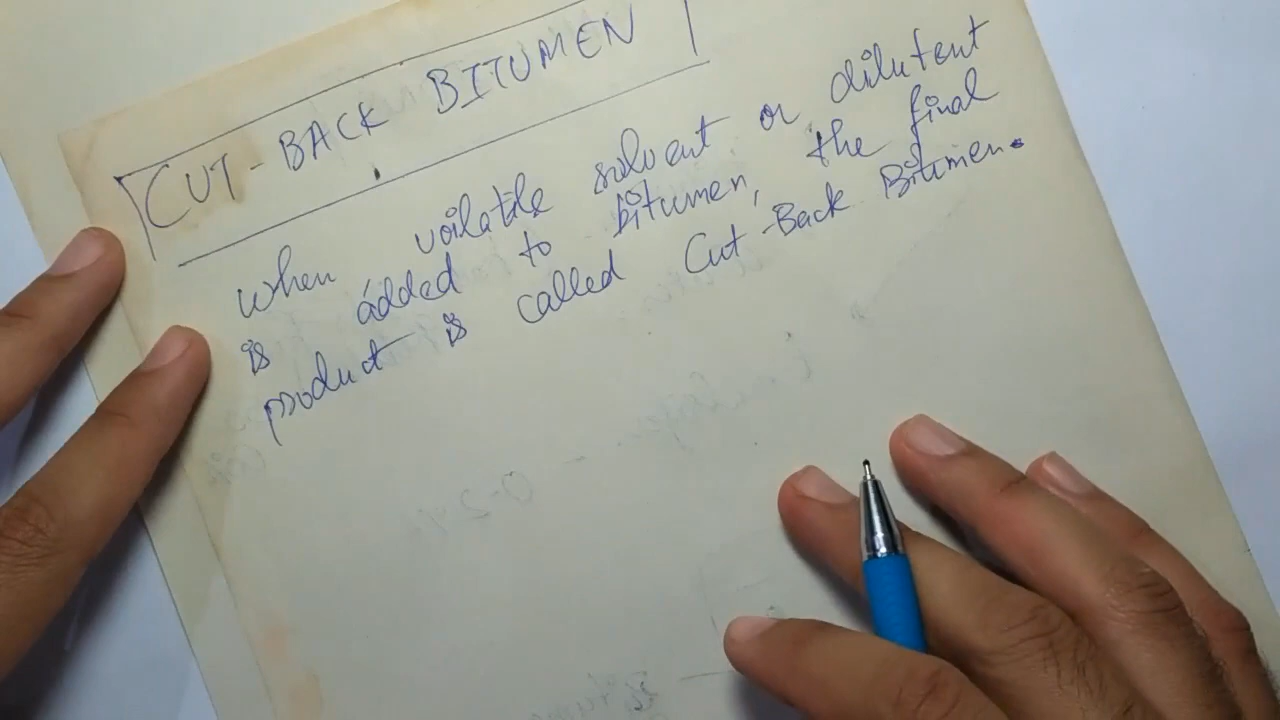 CUT-BACK BITUMEN
When voilatile solvent or dilutent
is added to bitumen, the final
product is called Cut-Back Bitumen.